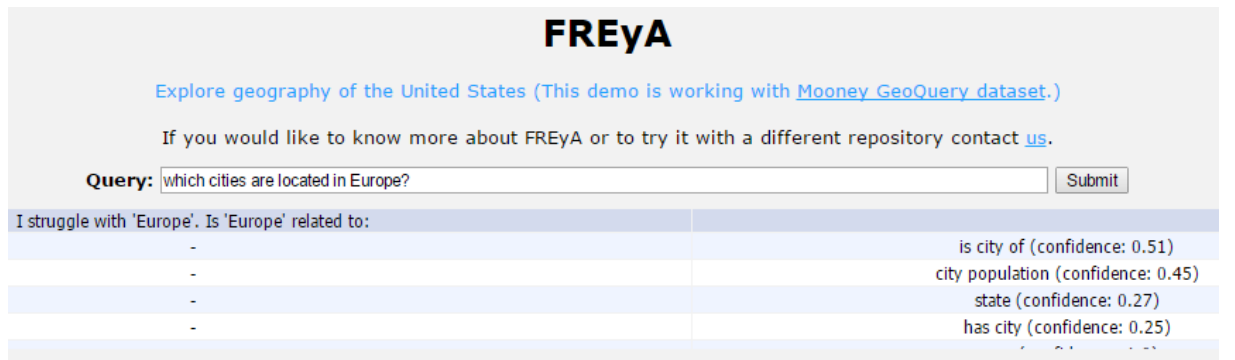 FREyA
Explore geography of the United States (This demo is working with Mooney GeoQuery dataset.)
If you would like to know more about FREyA or to try it with a different repository contact us.
Query: which cities are located in Europe? Submit
I struggle with 'Europe'. Is 'Europe' related to:
- is city of (confidence: 0.51)
- city population (confidence: 0.45)
- state (confidence: 0.27)
- has city (confidence: 0.25)